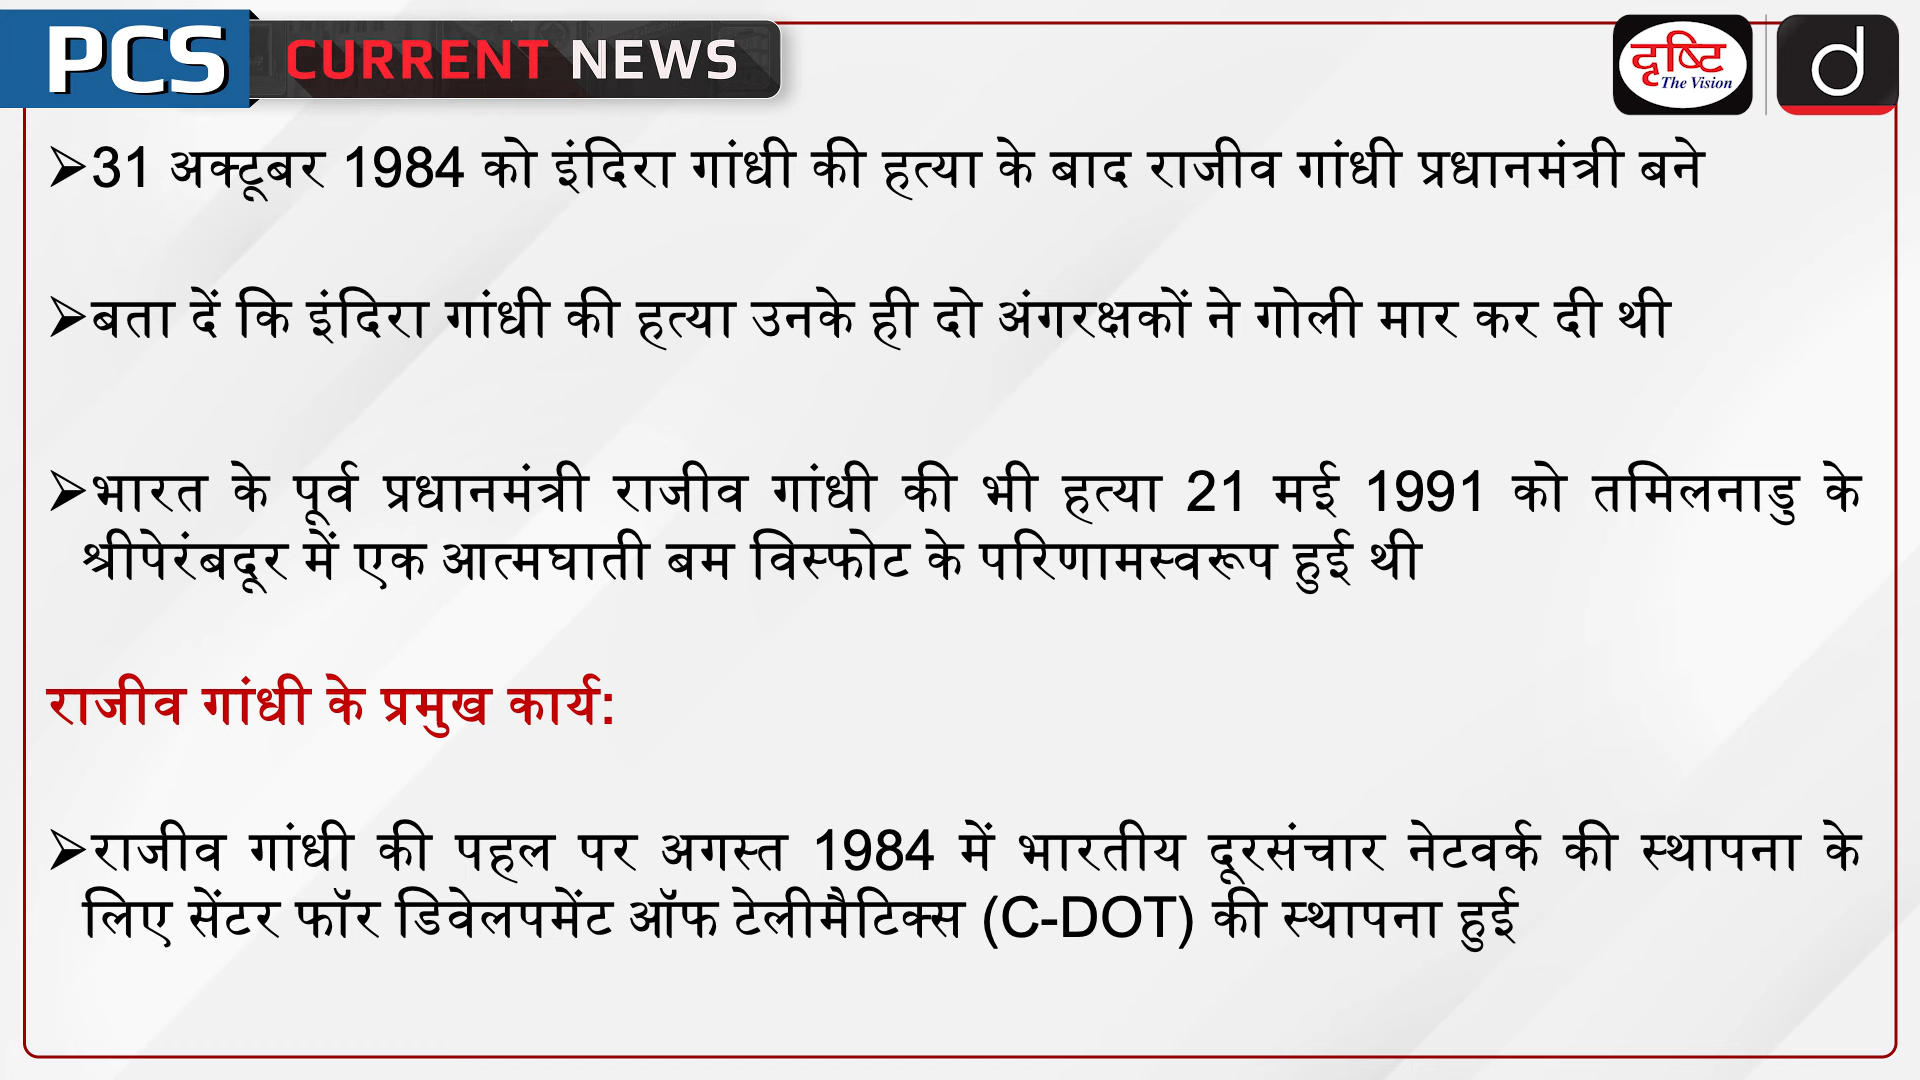 PCS CURRENT NEWS
दृष्टि
The Vision
d
➢31 अक्टूबर 1984 को इंदिरा गांधी की हत्या के बाद राजीव गांधी प्रधानमंत्री बने
➢बता दें कि इंदिरा गांधी की हत्या उनके ही दो अंगरक्षकों ने गोली मार कर दी थी
➢भारत के पूर्व प्रधानमंत्री राजीव गांधी की भी हत्या 21 मई 1991 को तमिलनाडु के
श्रीपेरंबदूर में एक आत्मघाती बम विस्फोट के परिणामस्वरूप हुई थी
राजीव गांधी के प्रमुख कार्य:
➢राजीव गांधी की पहल पर अगस्त 1984 में भारतीय दूरसंचार नेटवर्क की स्थापना के
लिए सेंटर फॉर डिवेलपमेंट ऑफ टेलीमैटिक्स (C-DOT) की स्थापना हुई